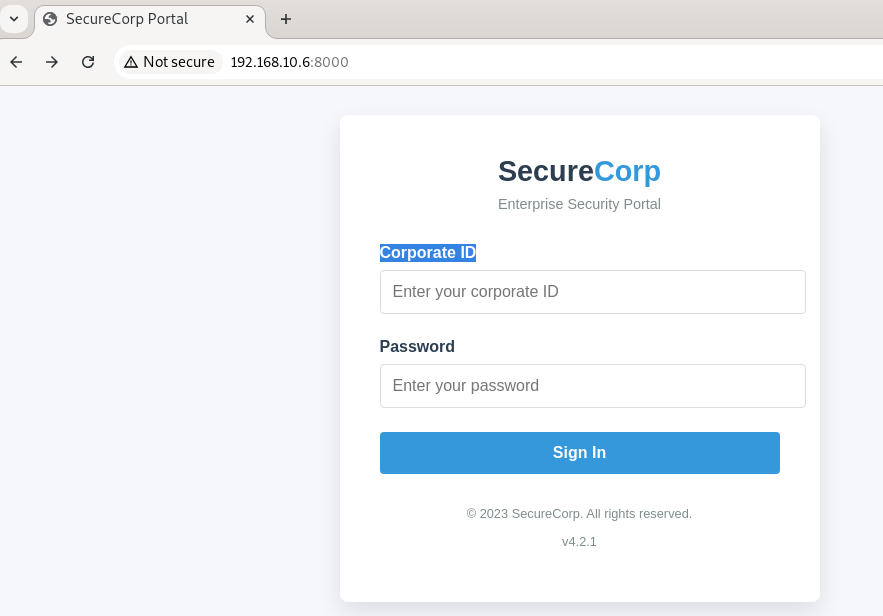 SecureCorp Portal
Not secure 192.168.10.6:8000
SecureCorp
Enterprise Security Portal
Corporate ID
Enter your corporate ID
Password
Enter your password
Sign In
© 2023 SecureCorp. All rights reserved.
v4.2.1